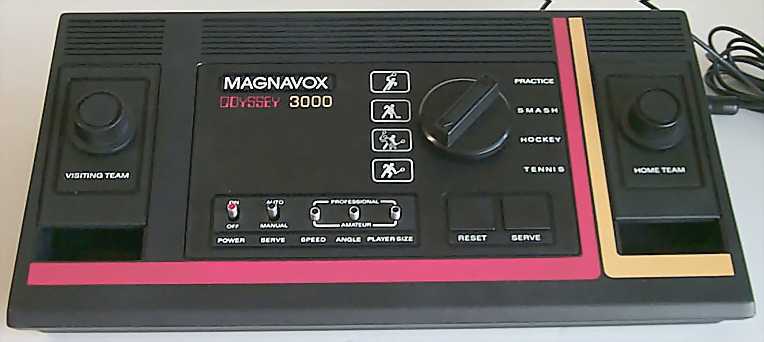 MAGNAVOX
ODYSSEY 3000
PRACTICE
SMASH
HOCKEY
TENNIS
VISITING TEAM
HOME TEAM
ON AUTO PROFESSIONAL
OFF MANUAL AMATEUR
POWER SERVE SPEED ANGLE PLAYER SIZE
RESET SERVE